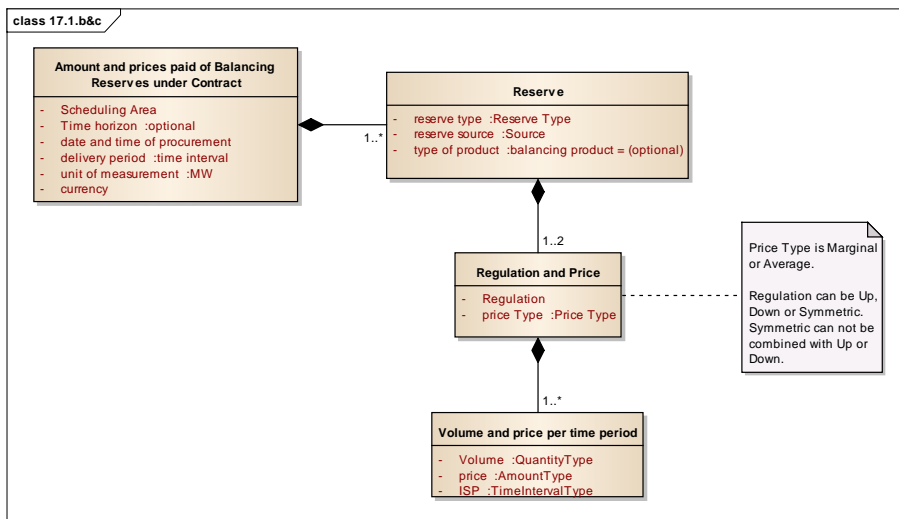 class 17.1.b&c
Amount and prices paid of Balancing
Reserves under Contract
- Scheduling Area
- Time horizon :optional
- date and time of procurement
- delivery period :time interval
- unit of measurement :MW
- currency
1..*
Reserve
- reserve type :Reserve Type
- reserve source :Source
- type of product :balancing product = (optional)
1..2
Regulation and Price
- Regulation
- price Type :Price Type
Price Type is Marginal
or Average.
Regulation can be Up,
Down or Symmetric.
Symmetric can not be
combined with Up or
Down.
1..*
Volume and price per time period
- Volume :QuantityType
- price :AmountType
- ISP :TimeIntervalType